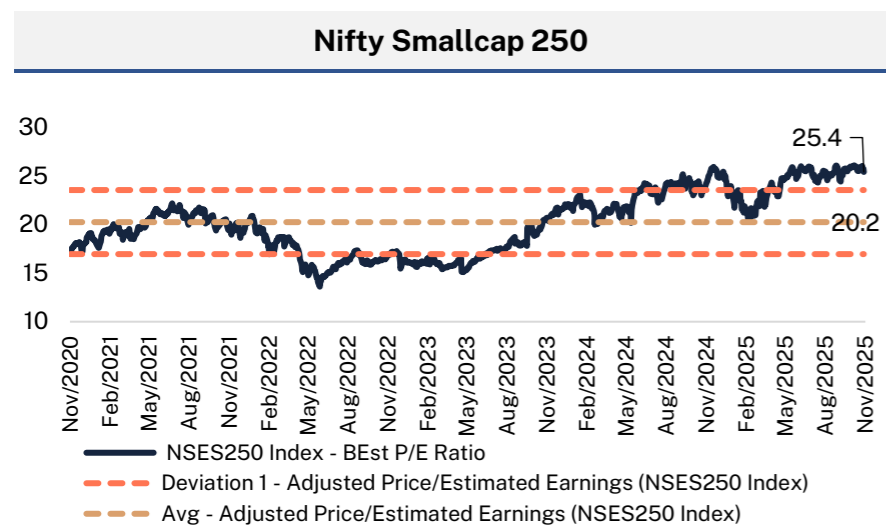 Nifty Smallcap 250
30
25
20
15
10
25.4
20.2
Nov/2020
Feb/2021
May/2021
Aug/2021
Nov/2021
Feb/2022
May/2022
Aug/2022
Nov/2022
Feb/2023
May/2023
Aug/2023
Nov/2023
Feb/2024
May/2024
Aug/2024
Nov/2024
Feb/2025
May/2025
Aug/2025
Nov/2025
NSES250 Index - BEst P/E Ratio
Deviation 1 - Adjusted Price/Estimated Earnings (NSES250 Index)
Avg - Adjusted Price/Estimated Earnings (NSES250 Index)